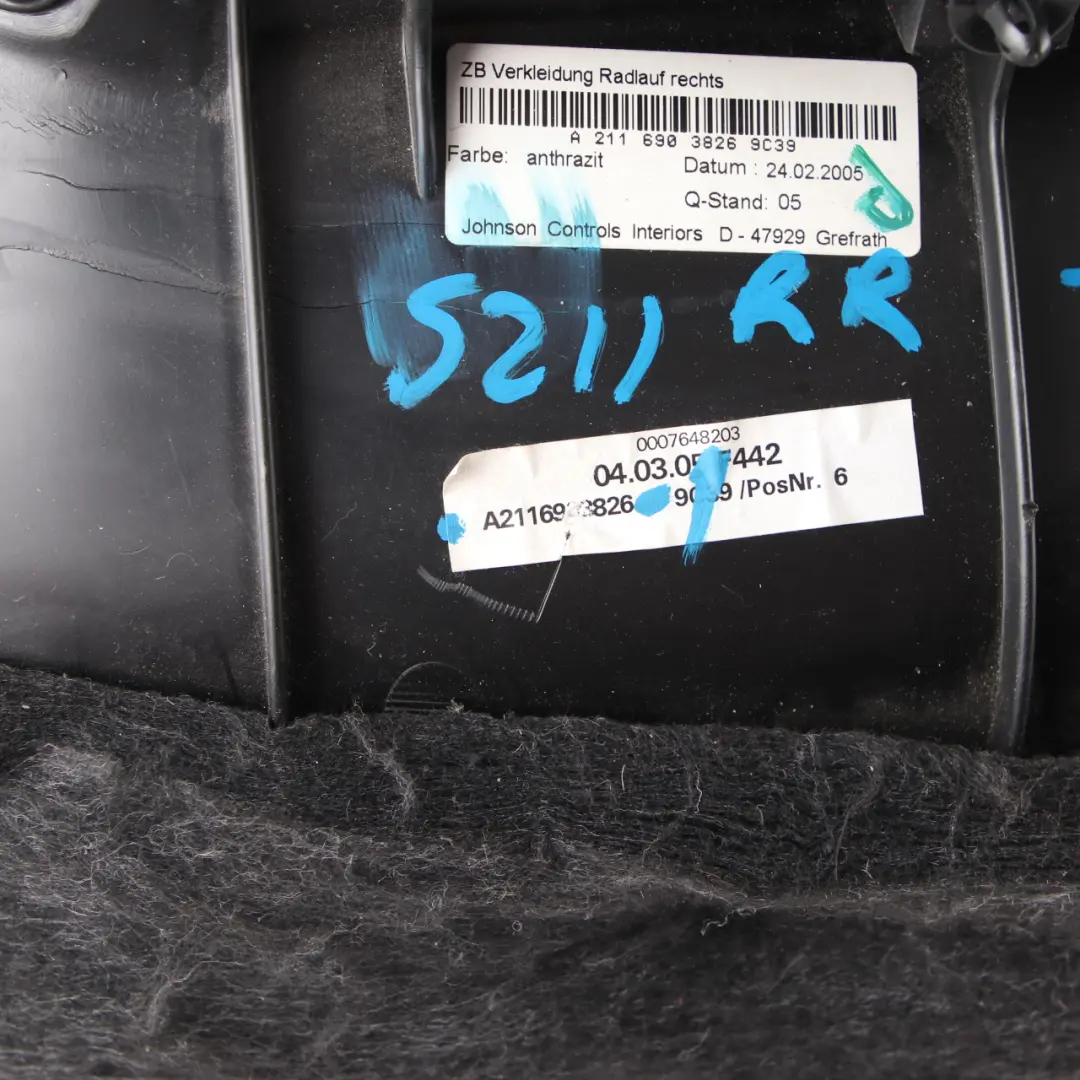 ZB Verkleidung Radlauf rechts
A 211 690 3826 9C39
Farbe: anthrazit Datum : 24.02.2005
Q-Stand: 05
Johnson Controls Interiors D - 47929 Grefrath
S211 RR
0007648203
/PosNr. 6